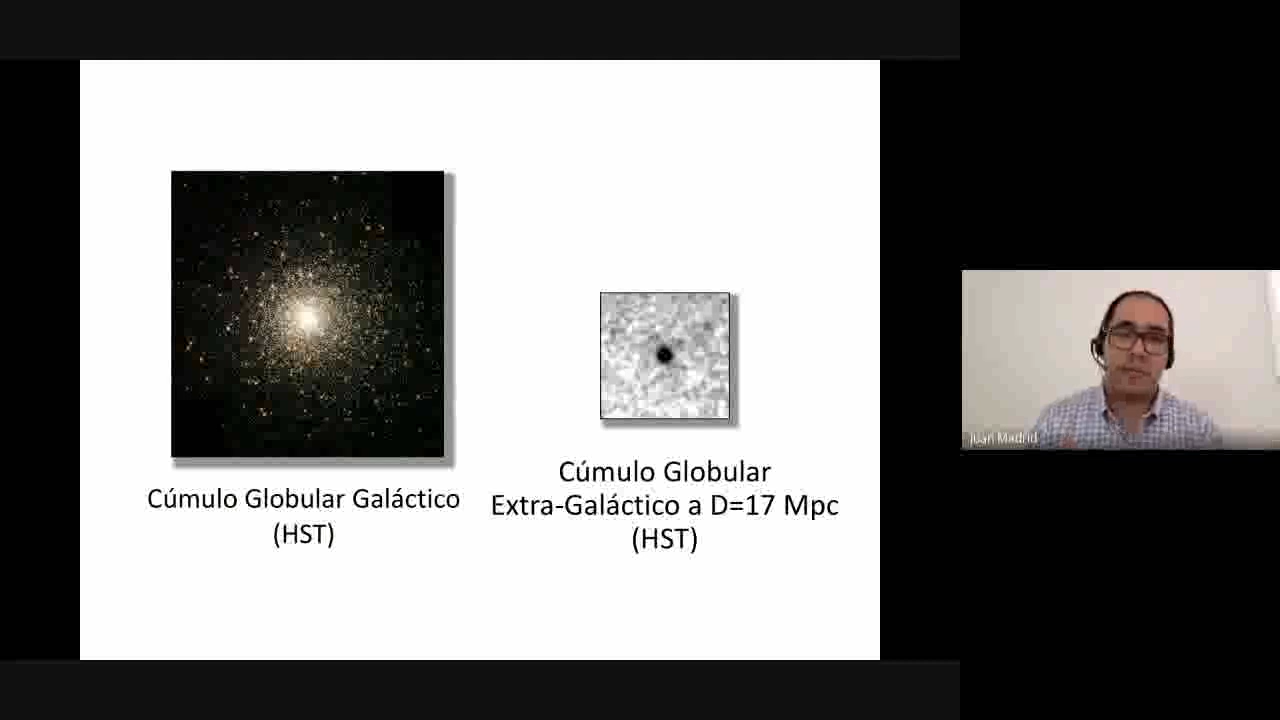 Cúmulo Globular Galáctico
(HST)
Cúmulo Globular
Extra-Galáctico a D=17 Mpc
(HST)
Juan Madrid